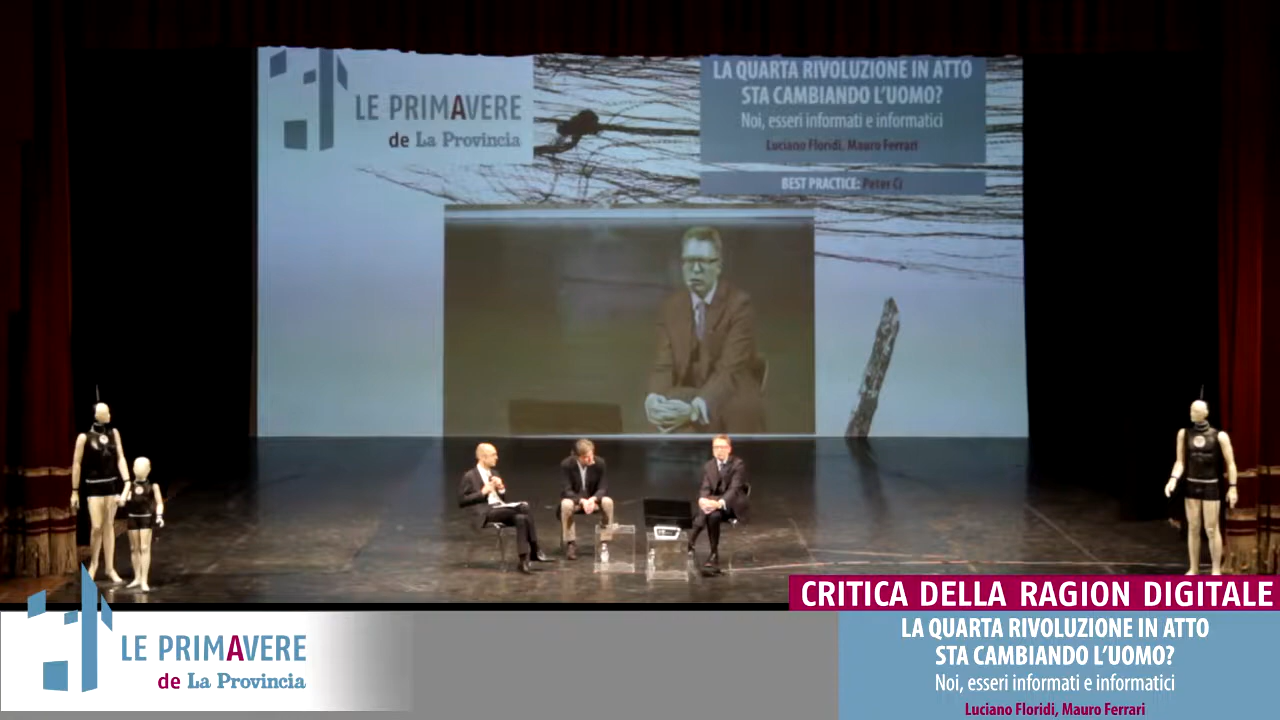 LE PRIMAVERE
de La Provincia
LA QUARTA RIVOLUZIONE IN ATTO
STA CAMBIANDO L'UOMO?
Noi, esseri informati e informatici
Luciano Floridi, Mauro Ferrari
BEST PRACTICE: Peter Ci
CRITICA DELLA RAGION DIGITALE
LE PRIMAVERE
de La Provincia
LA QUARTA RIVOLUZIONE IN ATTO
STA CAMBIANDO L'UOMO?
Noi, esseri informati e informatici
Luciano Floridi, Mauro Ferrari